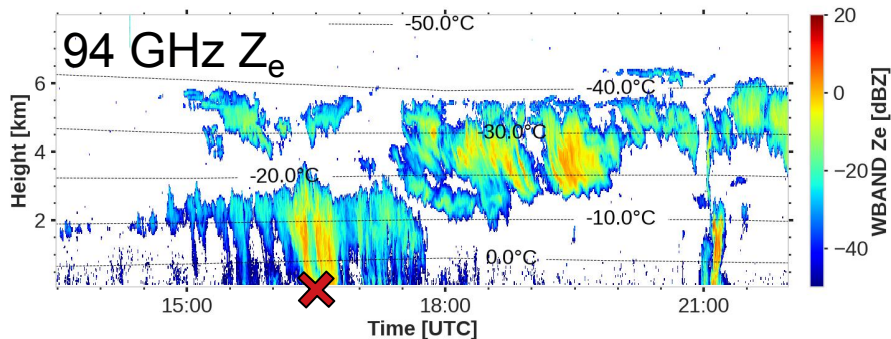 94 GHz Ze
-50.0°C
-40.0°C
-30.0°C
-20.0°C
-10.0°C
0.0°C
6
4
2
Height [km]
15:00
18:00
21:00
Time [UTC]
20
0
−20
−40
WBAND Ze [dBZ]